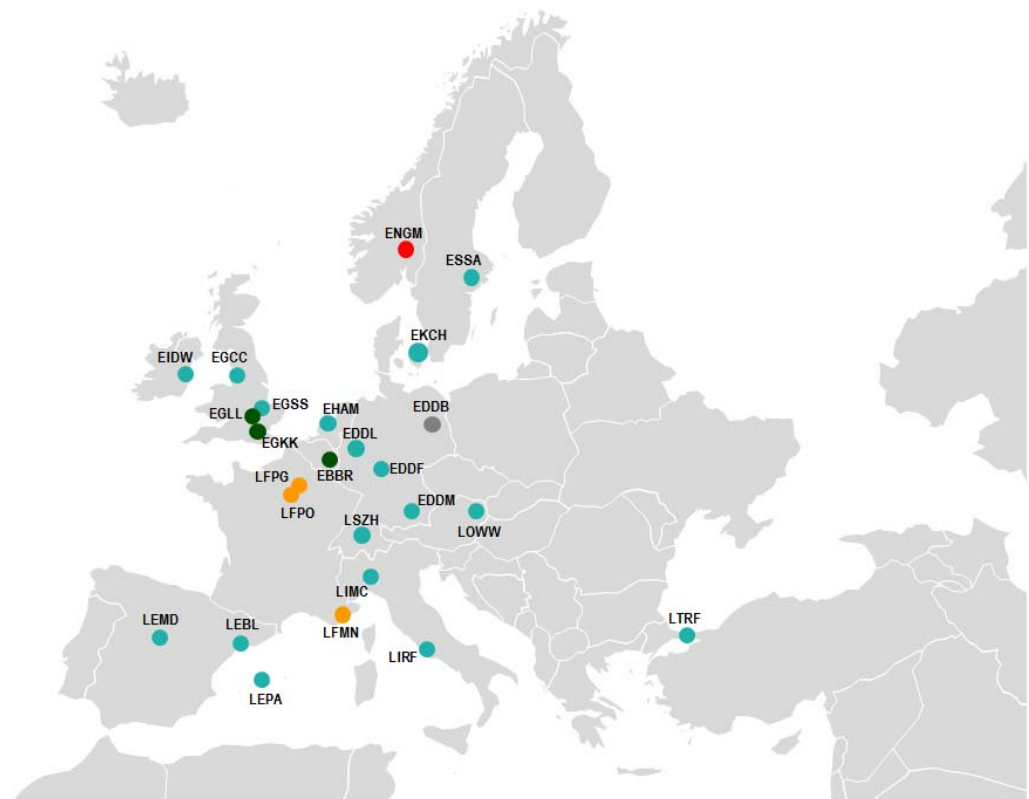 ENGM
ESSA
EKCH
EIDW
EGCC
EGSS
EGLL
EHAM
EDDB
EGKK
EDDL
EBBR
EDDF
LFPG
LFPO
EDDM
LSZH
LOWW
LIMC
LEMD
LEBL
LFMN
LTRF
LIRF
LEPA